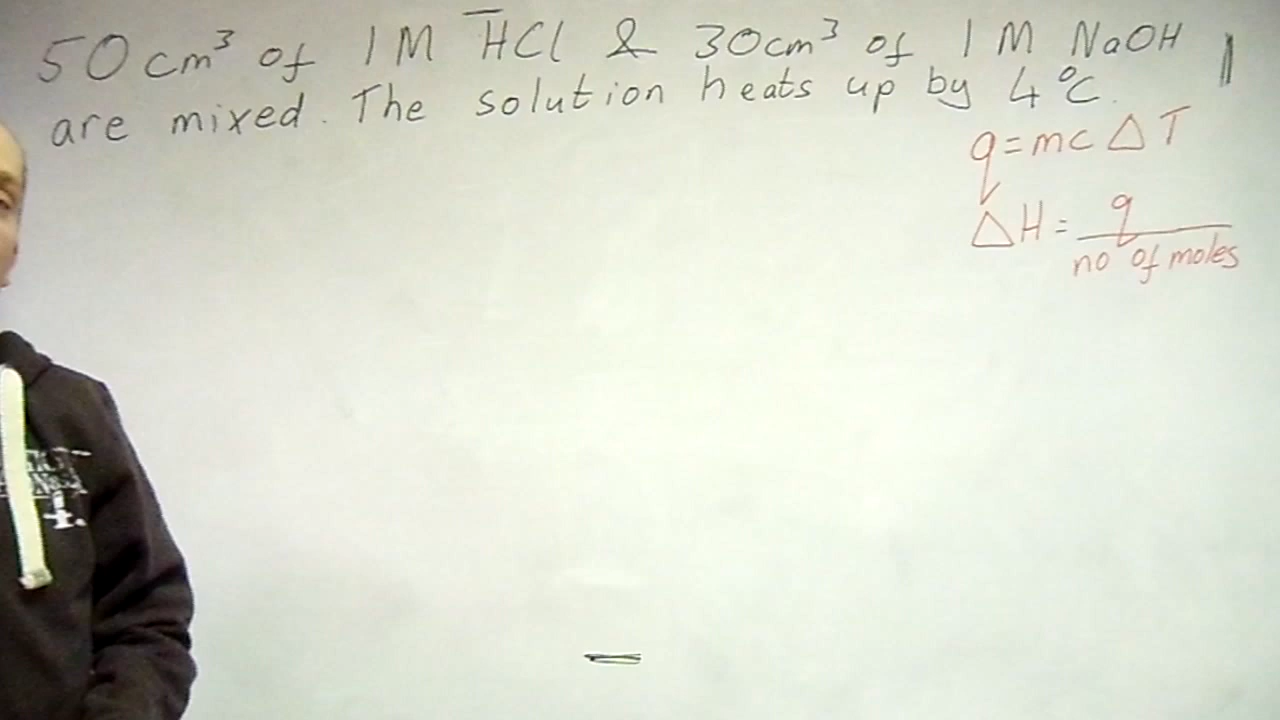 50cm³ of 1M HCl & 30cm³ of 1M NaOH
are mixed. The solution heats up by 4°C.
q=mcΔT
ΔH= q
no of moles